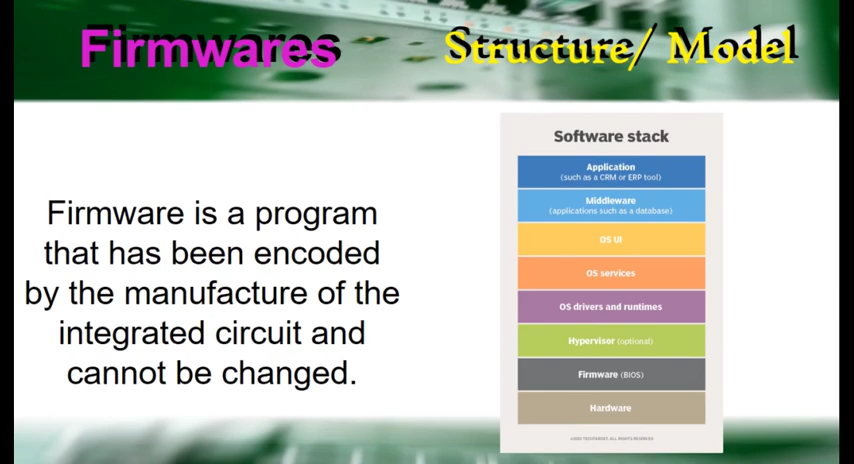 Firmwares
Structure/ Model
Firmware is a program
that has been encoded
by the manufacture of the
integrated circuit and
cannot be changed.
Software stack
Application
(such as a CRM or ERP tool)
Middleware
(applications such as a database)
OS UI
OS services
OS drivers and runtimes
Hypervisor (optional)
Firmware (BIOS)
Hardware